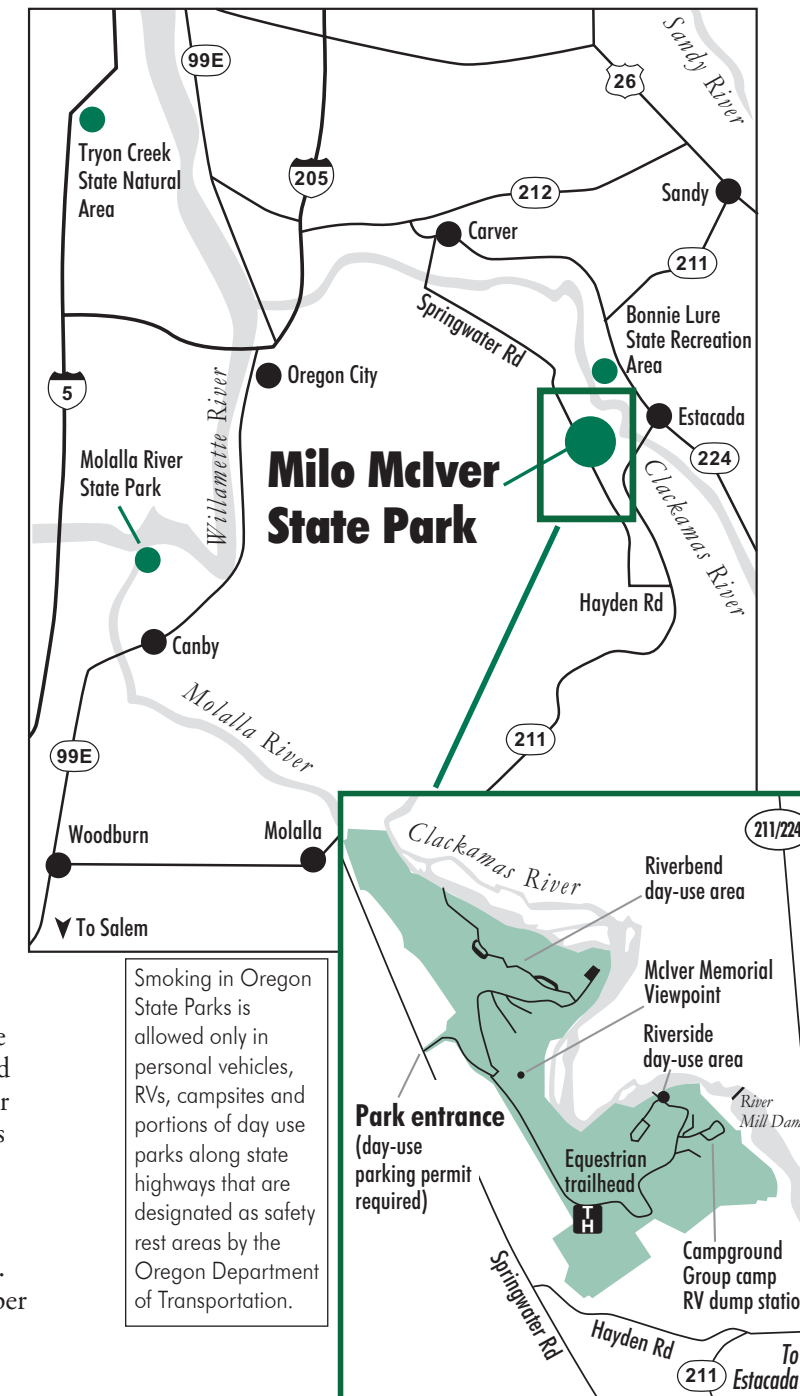 99E
26
Sandy River
Tryon Creek
State Natural
Area
205
212
Sandy
Carver
211
Springwater Rd
Bonnie Lure
State Recreation
Area
5
Oregon City
Willamette River
Estacada
Molalla River
State Park
Milo McIver
State Park
224
Clackamas River
Hayden Rd
Canby
Molalla River
211
99E
Woodburn
Molalla
To Salem
Clackamas River
211/224
Riverbend
day-use area
McIver Memorial
Viewpoint
Riverside
day-use area
River
Mill Dam
Park entrance
(day-use
parking permit
required)
Equestrian
trailhead
TH
Campground
Group camp
RV dump statio
Springwater Rd
Hayden Rd
211
To
Estacada
Smoking in Oregon
State Parks is
allowed only in
personal vehicles,
RVs, campsites and
portions of day use
parks along state
highways that are
designated as safety
rest areas by the
Oregon Department
of Transportation.